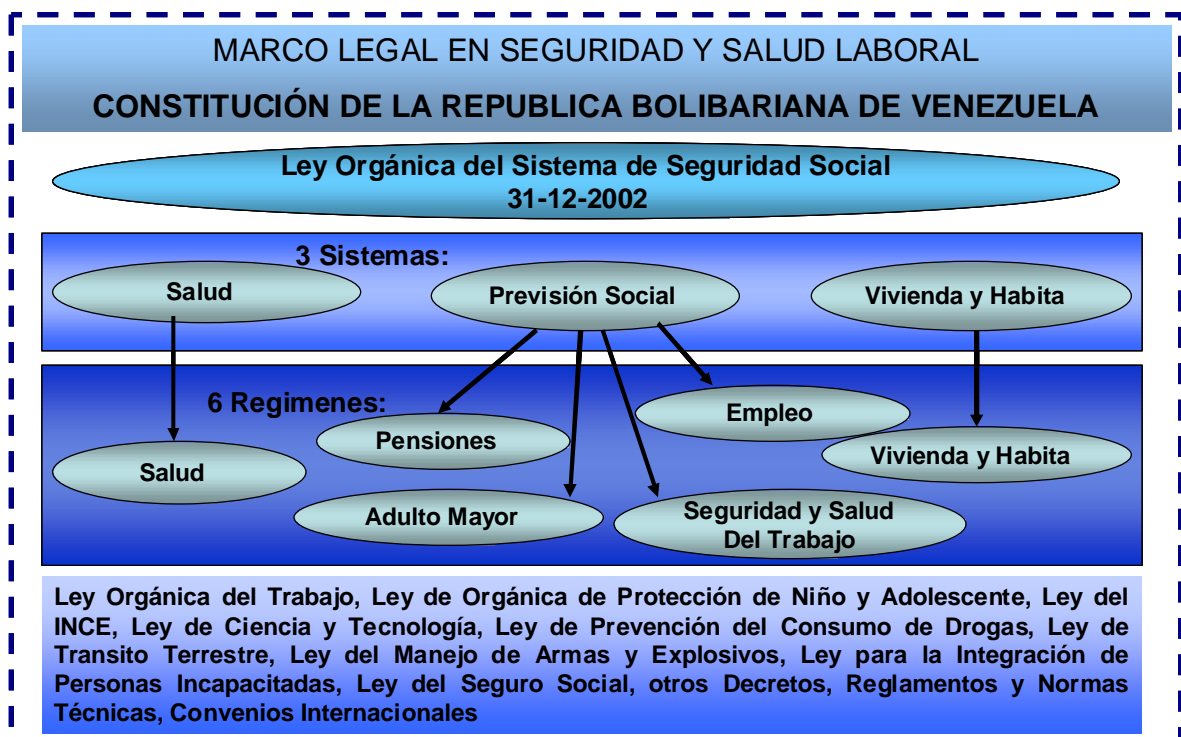 MARCO LEGAL EN SEGURIDAD Y SALUD LABORAL
CONSTITUCIÓN DE LA REPUBLICA BOLIBARIANA DE VENEZUELA
Ley Orgánica del Sistema de Seguridad Social
31-12-2002
3 Sistemas:
Salud
Previsión Social
Vivienda y Habita
6 Regimenes:
Empleo
Pensiones
Vivienda y Habita
Salud
Adulto Mayor
Seguridad y Salud
Del Trabajo
Ley Orgánica del Trabajo, Ley de Orgánica de Protección de Niño y Adolescente, Ley del
INCE, Ley de Ciencia y Tecnología, Ley de Prevención del Consumo de Drogas, Ley de
Transito Terrestre, Ley del Manejo de Armas y Explosivos, Ley para la Integración de
Personas Incapacitadas, Ley del Seguro Social, otros Decretos, Reglamentos y Normas
Técnicas, Convenios Internacionales